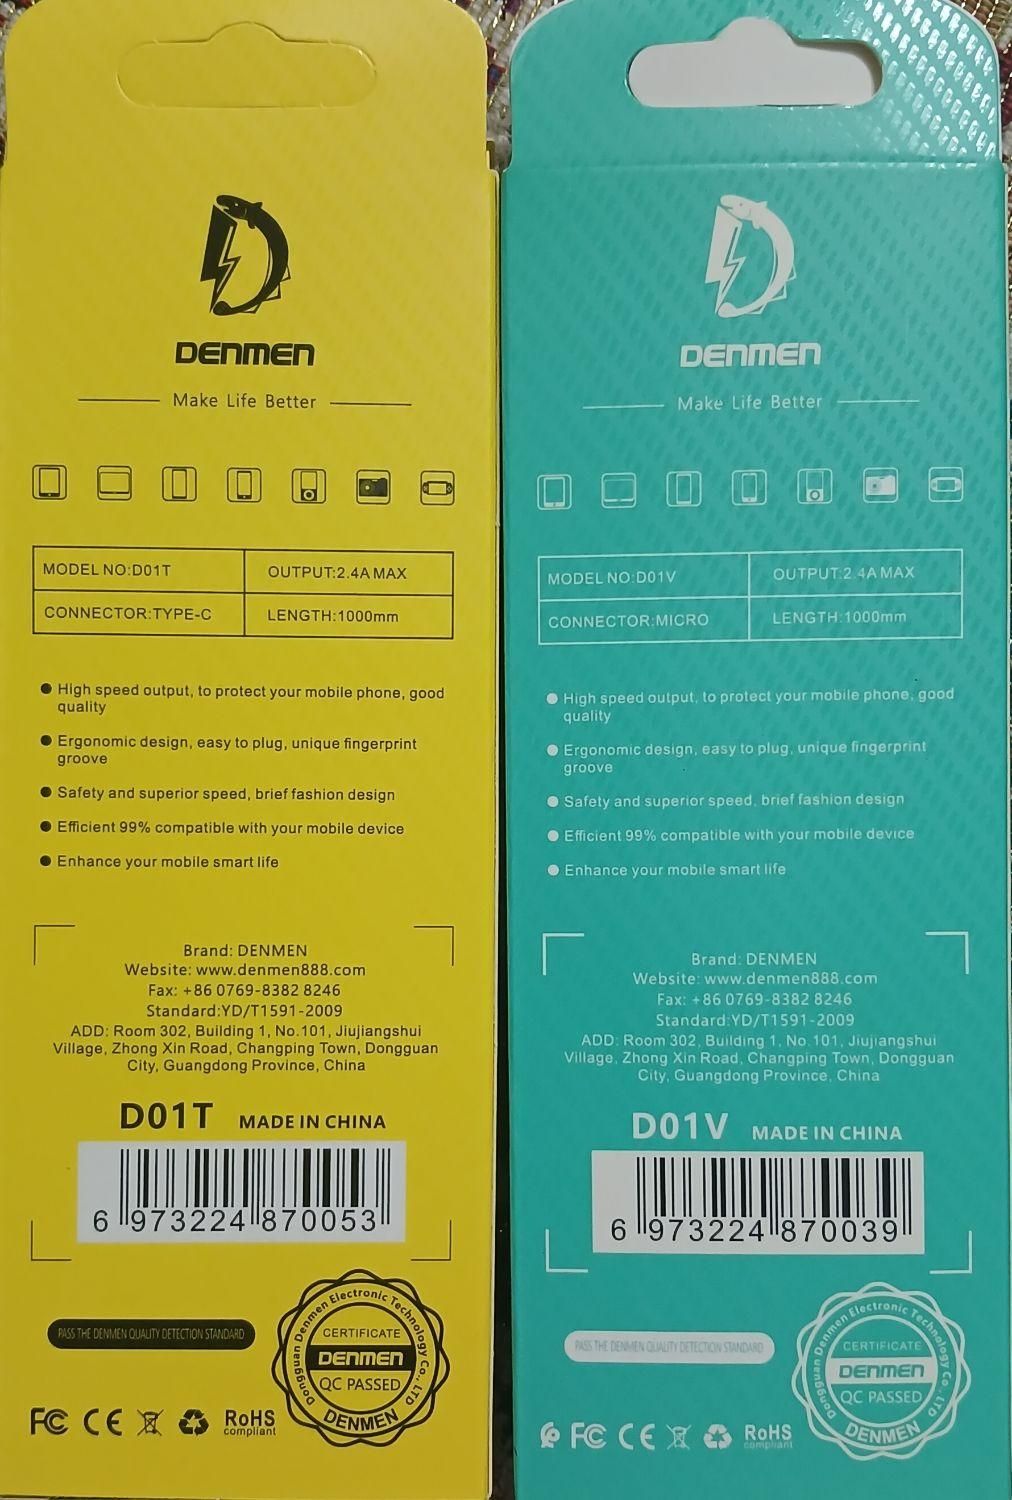 DENMEN
Make Life Better
MODEL NO:D01T
OUTPUT:2.4A MAX
CONNECTOR:TYPE-C
LENGTH:1000mm
High speed output, to protect your mobile phone, good
quality
Ergonomic design, easy to plug, unique fingerprint
groove
Safety and superior speed, brief fashion design
Efficient 99% compatible with your mobile device
Enhance your mobile smart life
Brand: DENMEN
Website: www.denmen888.com
Fax: +86 0769-8382 8246
Standard:YD/T1591-2009
ADD: Room 302, Building 1, No.101, Jiujiangshui
Village, Zhong Xin Road, Changping Town, Dongguan
City, Guangdong Province, China
D01T MADE IN CHINA
6 973224 870053
PASS THE DENMEN QUALITY DETECTION STANDARD
Dongguan Denmen Electronic Technology Co., LTD
CERTIFICATE
DENMEN
QC PASSED
DENMEN
FC CE RoHS
compliant
DENMEN
Make Life Better
MODEL NO:D01V
OUTPUT:2.4A MAX
CONNECTOR:MICRO
LENGTH:1000mm
High speed output, to protect your mobile phone, good
quality
Ergonomic design, easy to plug, unique fingerprint
groove
Safety and superior speed, brief fashion design
Efficient 99% compatible with your mobile device
Enhance your mobile smart life
Brand: DENMEN
Website: www.denmen888.com
Fax: +86 0769-8382 8246
Standard:YD/T1591-2009
ADD: Room 302, Building 1, No.101, Jiujiangshui
Village, Zhong Xin Road, Changping Town, Dongguan
City, Guangdong Province, China
D01V MADE IN CHINA
6 973224 870039
PASS THE DENMEN QUALITY DETECTION STANDARD
Dongguan Denmen Electronic Technology Co., LTD
CERTIFICATE
DENMEN
QC PASSED
DENMEN
FC CE RoHS
compliant